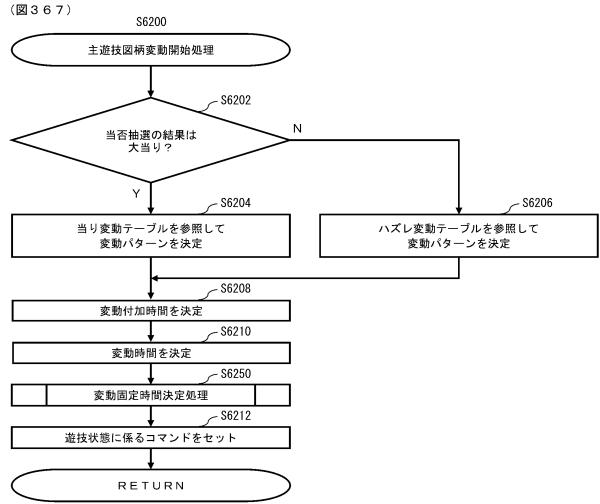 （図３６７）
S6200
主遊技図柄変動開始処理
S6202
当否抽選の結果は
大当り？
N
Y
S6204
当り変動テーブルを参照して
変動パターンを決定
S6206
ハズレ変動テーブルを参照して
変動パターンを決定
S6208
変動付加時間を決定
S6210
変動時間を決定
S6250
変動固定時間決定処理
S6212
遊技状態に係るコマンドをセット
ＲＥＴＵＲＮ